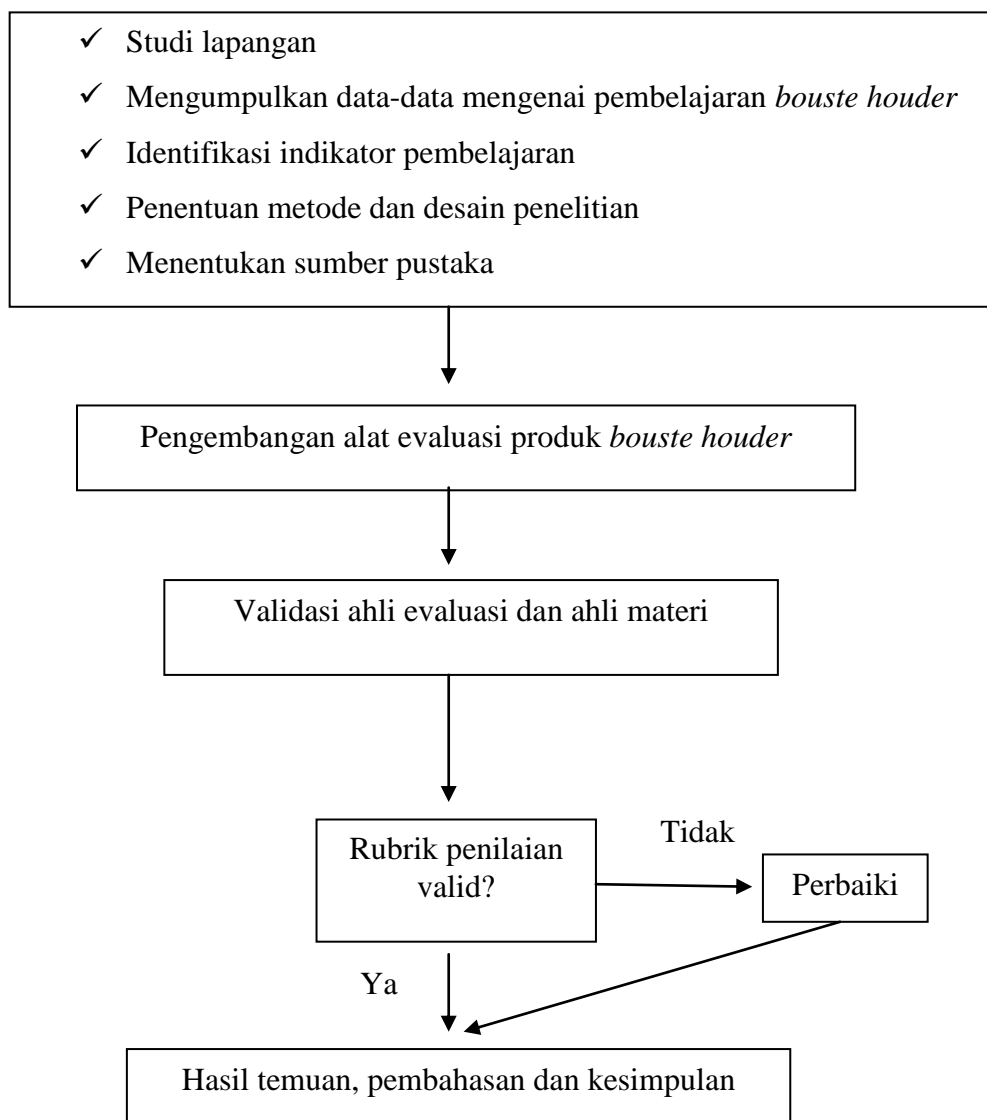 ✓ Studi lapangan
✓ Mengumpulkan data-data mengenai pembelajaran bouste houder
✓ Identifikasi indikator pembelajaran
✓ Penentuan metode dan desain penelitian
✓ Menentukan sumber pustaka
Pengembangan alat evaluasi produk bouste houder
Validasi ahli evaluasi dan ahli materi
Rubrik penilaian
valid?
Tidak
Perbaiki
Ya
Hasil temuan, pembahasan dan kesimpulan